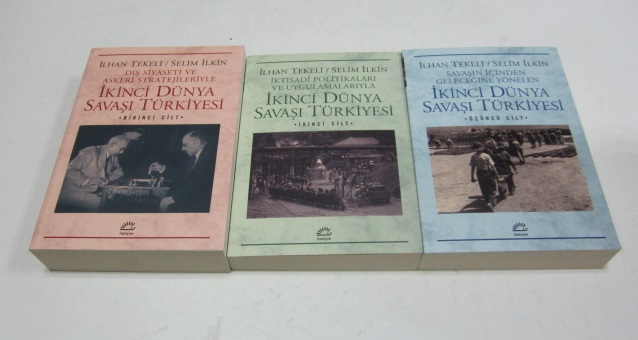 İLHAN TEKELİ / SELİM İLKİN
DIŞ SİYASETİ VE
ASKERİ STRATEJİLERİYLE
İKİNCİ DÜNYA
SAVAŞI TÜRKİYESİ
•BİRİNCİ CİLT•
iletişim
İLHAN TEKELİ / SELİM İLKİN
İKTİSADİ POLİTİKALARI
VE UYGULAMALARIYLA
İKİNCİ DÜNYA
SAVAŞI TÜRKİYESİ
•İKİNCİ CİLT•
iletişim
İLHAN TEKELİ / SELİM İLKİN
SAVAŞIN İÇİNDEN
GELECEĞİNE YÖNELEN
İKİNCİ DÜNYA
SAVAŞI TÜRKİYESİ
•ÜÇÜNCÜ CİLT•
iletişim